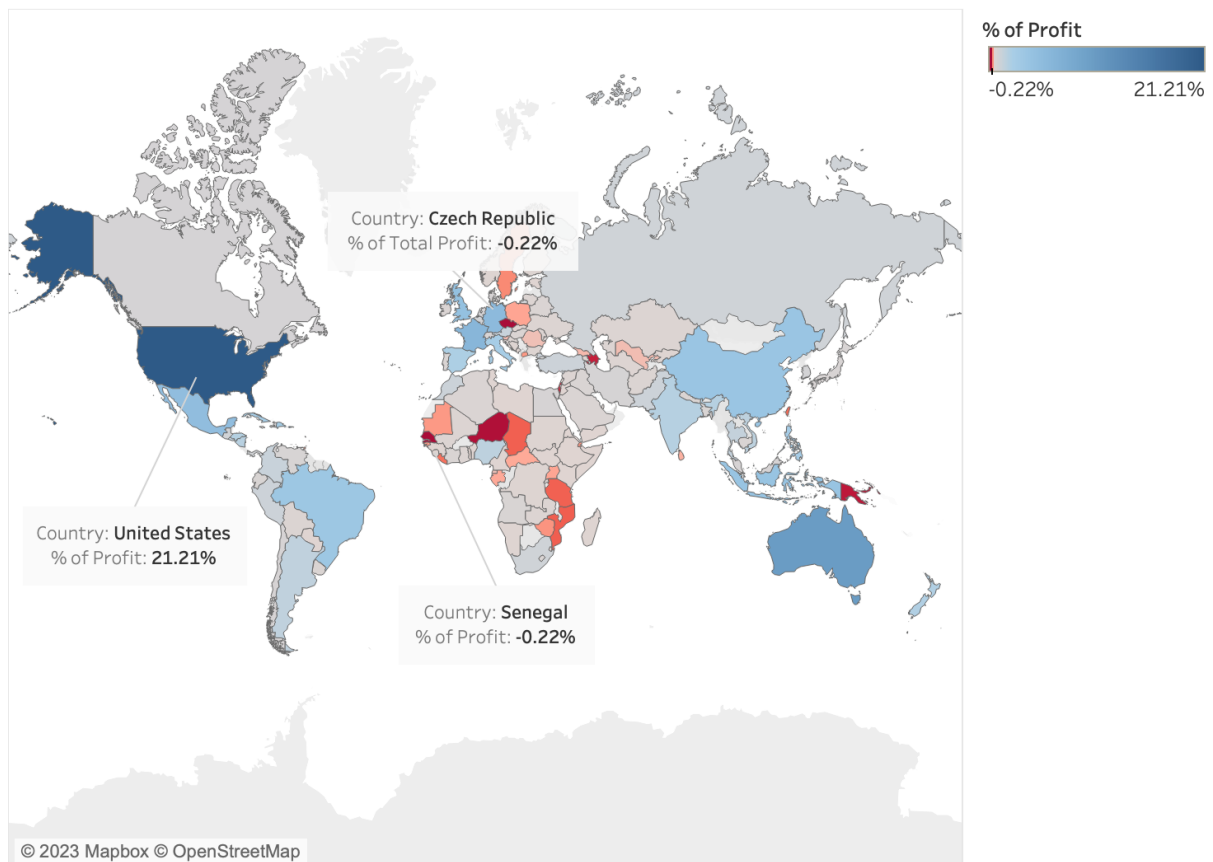 % of Profit
-0.22% 21.21%
Country: Czech Republic
% of Total Profit: -0.22%
Country: United States
% of Profit: 21.21%
Country: Senegal
% of Profit: -0.22%
© 2023 Mapbox © OpenStreetMap